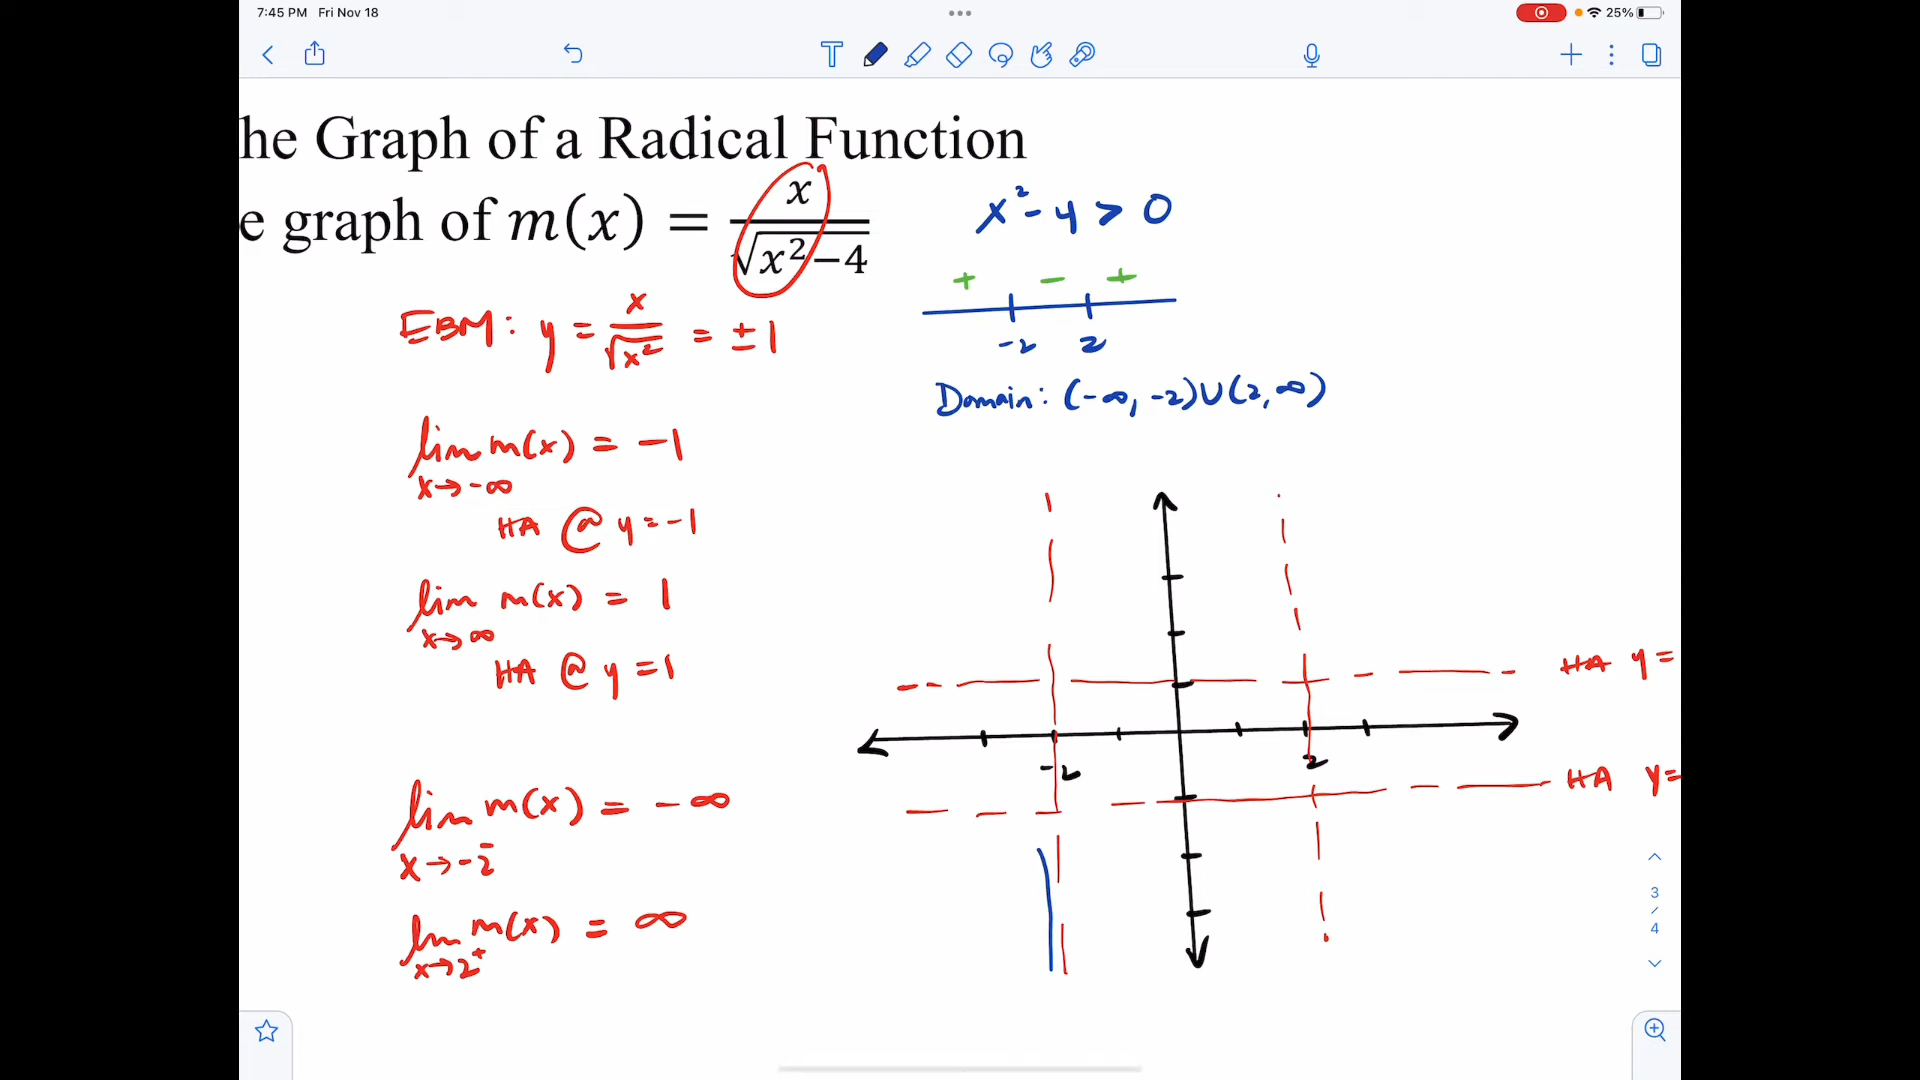 7:45 PM Fri Nov 18
25%
he Graph of a Radical Function
e graph of m(x) = x / √x² −4
x² - 4 > 0
+ - +
-2 2
Domain: (-∞, -2)∪(2, ∞)
EBM: y = x / √x² = ±1
lim m(x) = -1
x→-∞
HA @ y = -1
lim m(x) = 1
x→∞
HA @ y = 1
lim m(x) = -∞
x→-2⁻
lim m(x) = ∞
x→2⁺
HA y =
-2 2
HA y =
3 / 4